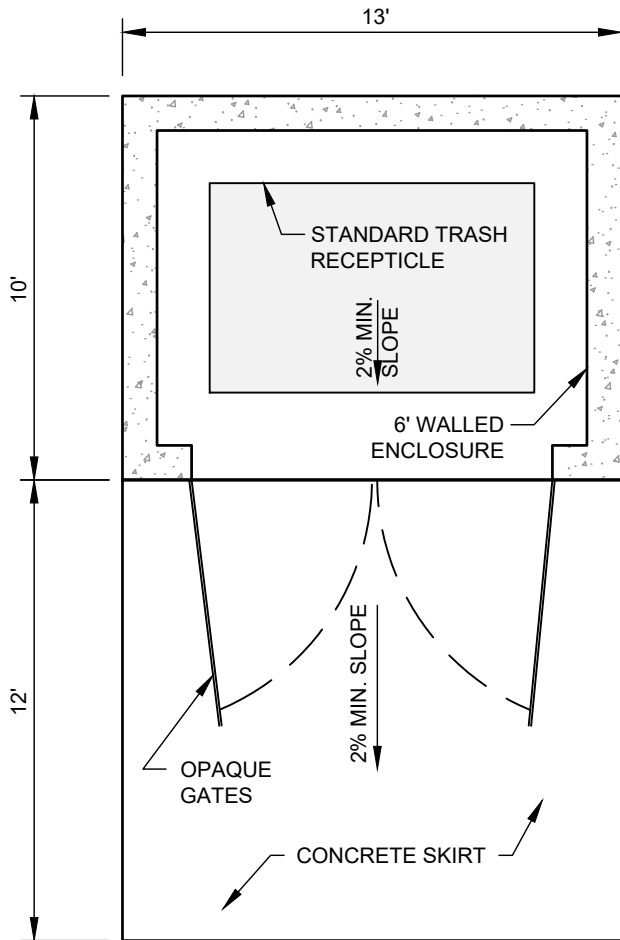 13'
10'
STANDARD TRASH
RECEPTICLE
2% MIN.
SLOPE
6' WALLED
ENCLOSURE
12'
2% MIN. SLOPE
OPAQUE
GATES
CONCRETE SKIRT